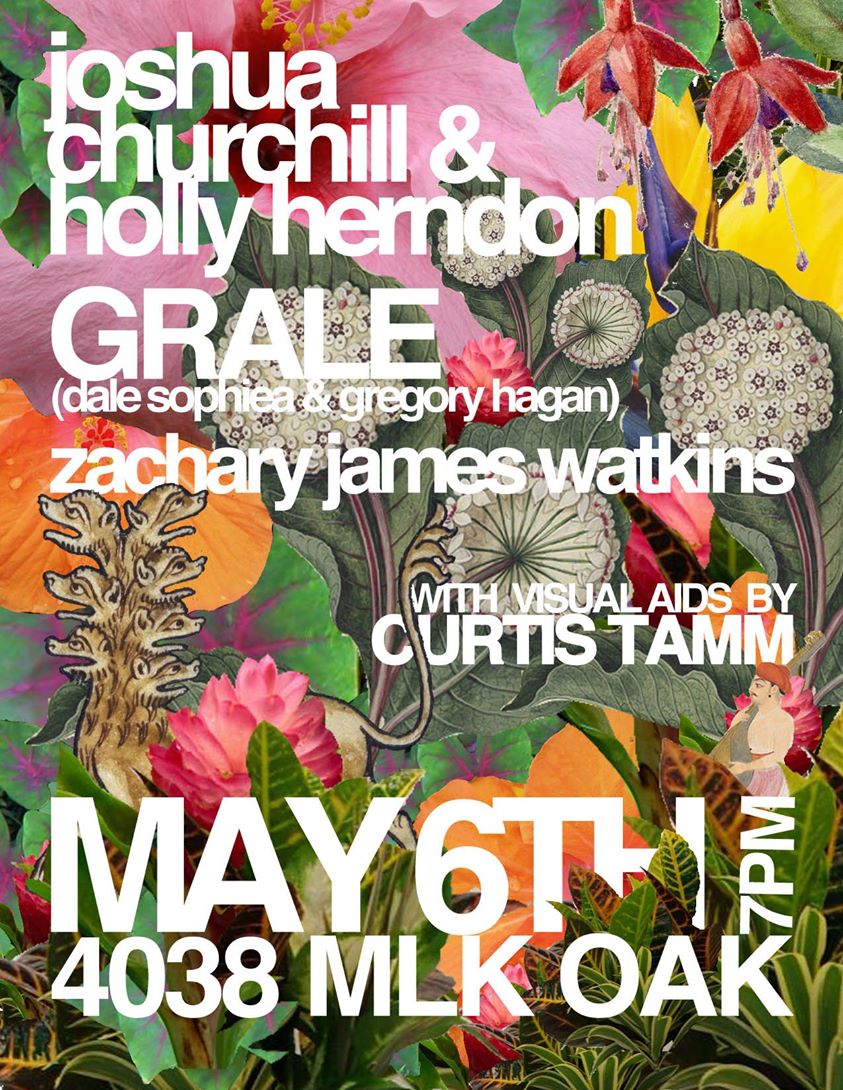 joshua
churchill &
holly herndon
GRALE
(dale sophiea & gregory hagan)
zachary james watkins
WITH VISUAL AIDS BY
CURTIS TAMM
MAY 6TH
7PM
4038 MLK OAK